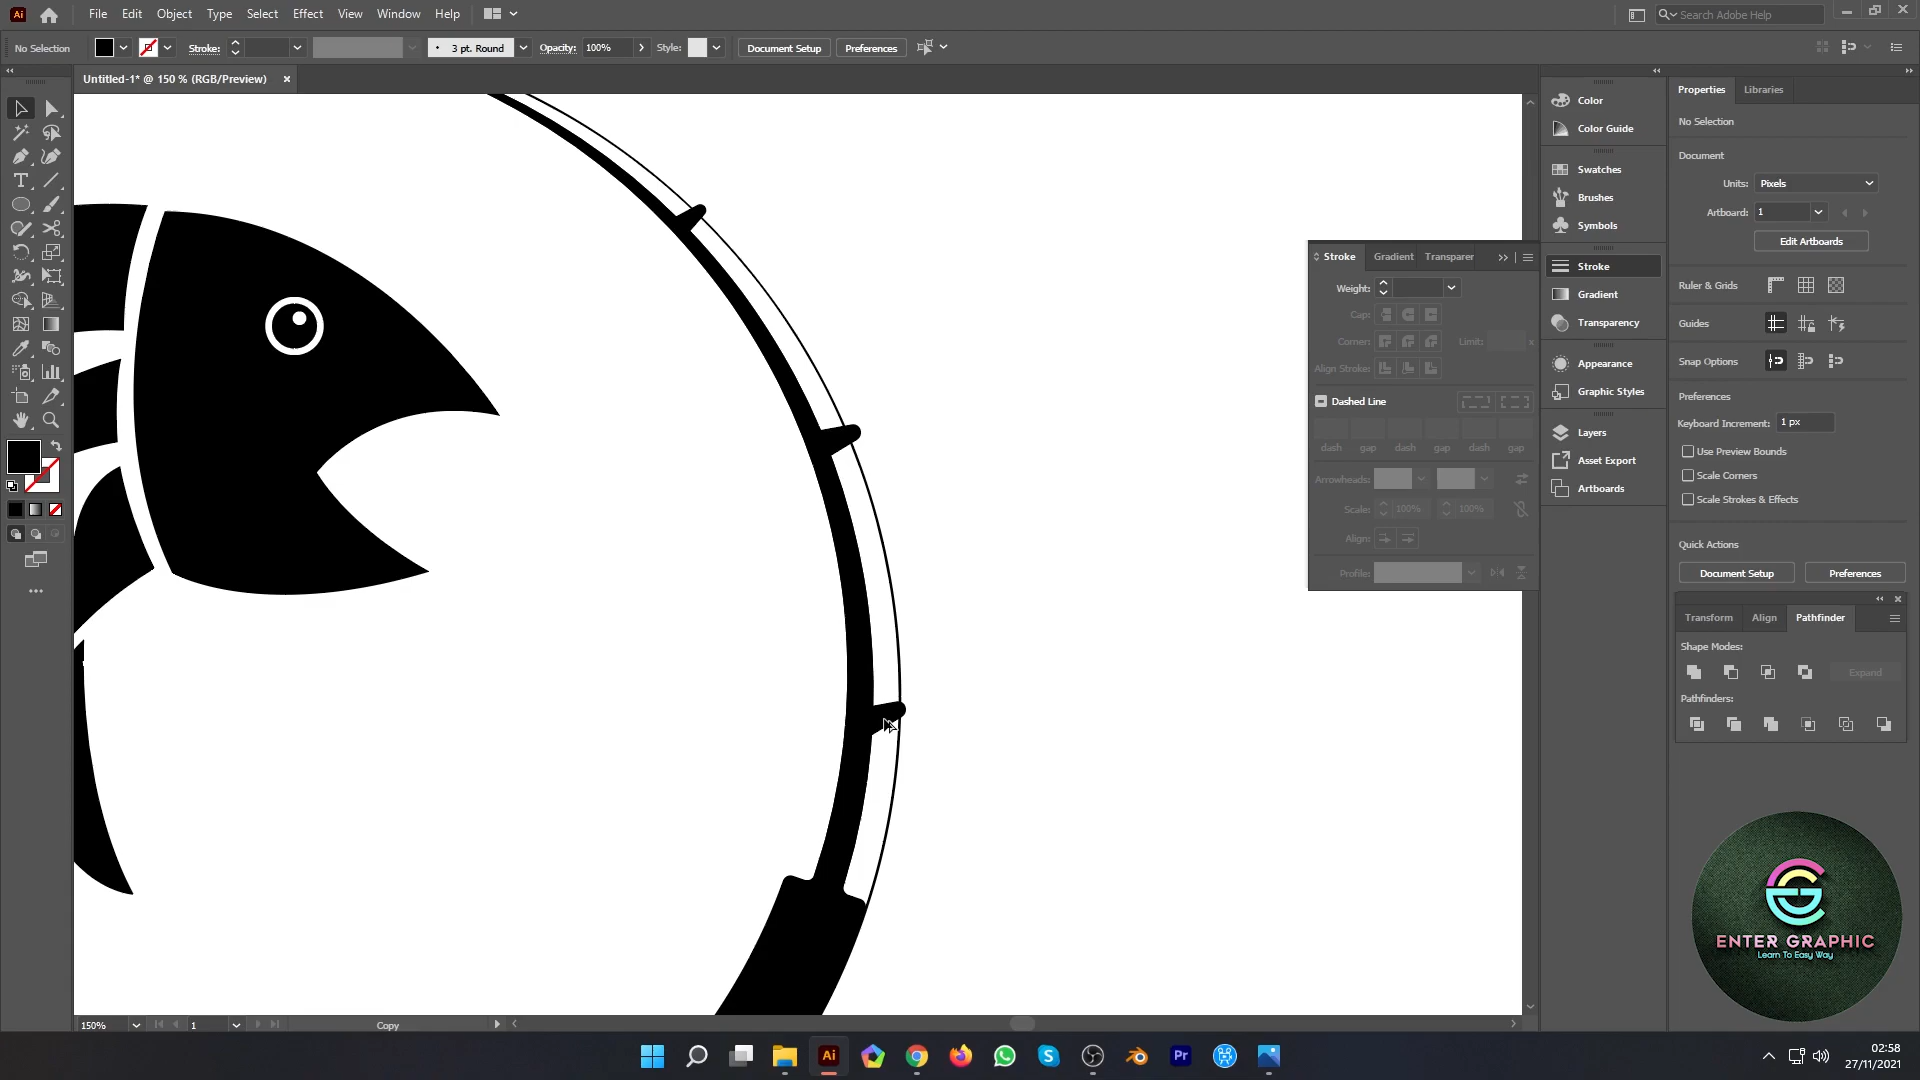 Ai File Edit Object Type Select Effect View Window Help Search Adobe Help
No Selection Stroke: 3 pt. Round Opacity: 100% Style: Document Setup Preferences
Untitled-1* @ 150 % (RGB/Preview)
Properties Libraries
No Selection
Document
Units: Pixels
Artboard: 1
Edit Artboards
Ruler & Grids
Guides
Snap Options
Preferences
Keyboard Increment: 1 px
Use Preview Bounds
Scale Corners
Scale Strokes & Effects
Quick Actions
Document Setup Preferences
Transform Align Pathfinder
Shape Modes:
Expand
Pathfinders:
Color
Color Guide
Swatches
Brushes
Symbols
Stroke
Gradient
Transparency
Appearance
Graphic Styles
Layers
Asset Export
Artboards
Stroke Gradient Transparer
Weight:
Cap:
Corner: Limit: x
Align Stroke:
Dashed Line
dash gap dash gap dash gap
Arrowheads:
Scale: 100% 100%
Align:
Profile:
ENTER GRAPHIC
Learn To Easy Way
150% 1 Copy
Ai Pr
02:58
27/11/2021